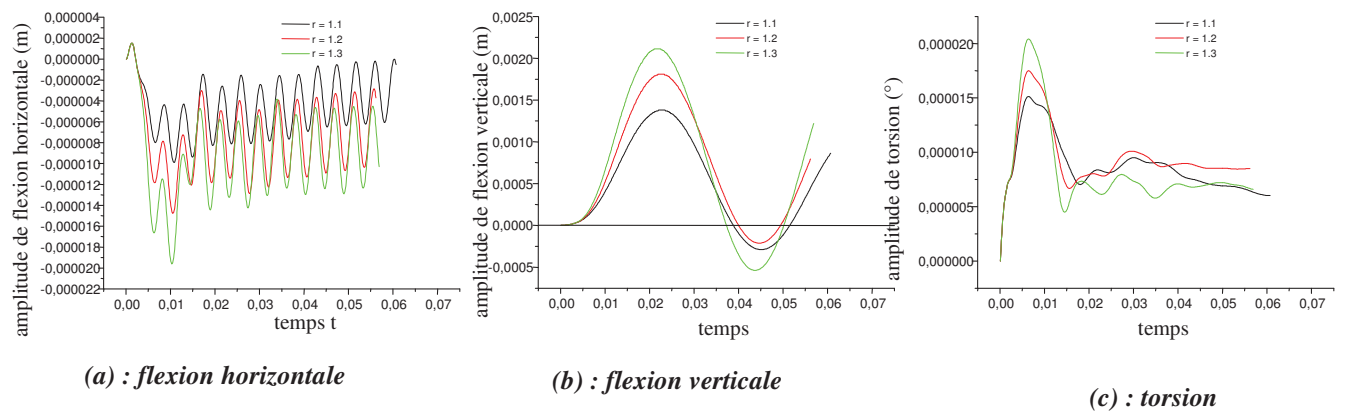 amplitude de flexion horizontale (m)
0,000004
0,000002
0,000000
-0,000002
-0,000004
-0,000006
-0,000008
-0,000010
-0,000012
-0,000014
-0,000016
-0,000018
-0,000020
-0,000022
r = 1.1
r = 1.2
r = 1.3
0,00 0,01 0,02 0,03 0,04 0,05 0,06 0,07
temps t
(a) : flexion horizontale
amplitude de flexion verticale (m)
0,0025
0,0020
0,0015
0,0010
0,0005
0,0000
-0,0005
r = 1.1
r = 1.2
r = 1.3
0,00 0,01 0,02 0,03 0,04 0,05 0,06 0,07
temps
(b) : flexion verticale
amplitude de torsion (°)
0,000020
0,000015
0,000010
0,000005
0,000000
r = 1.1
r = 1.2
r = 1.3
0,00 0,01 0,02 0,03 0,04 0,05 0,06 0,07
temps
(c) : torsion